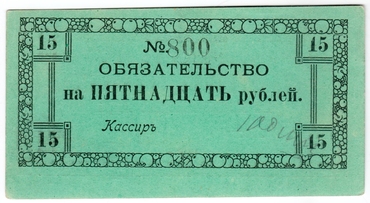 15 №800 15
ОБЯЗАТЕЛЬСТВО
на ПЯТНАДЦАТЬ рублей.
Кассиръ
15 15